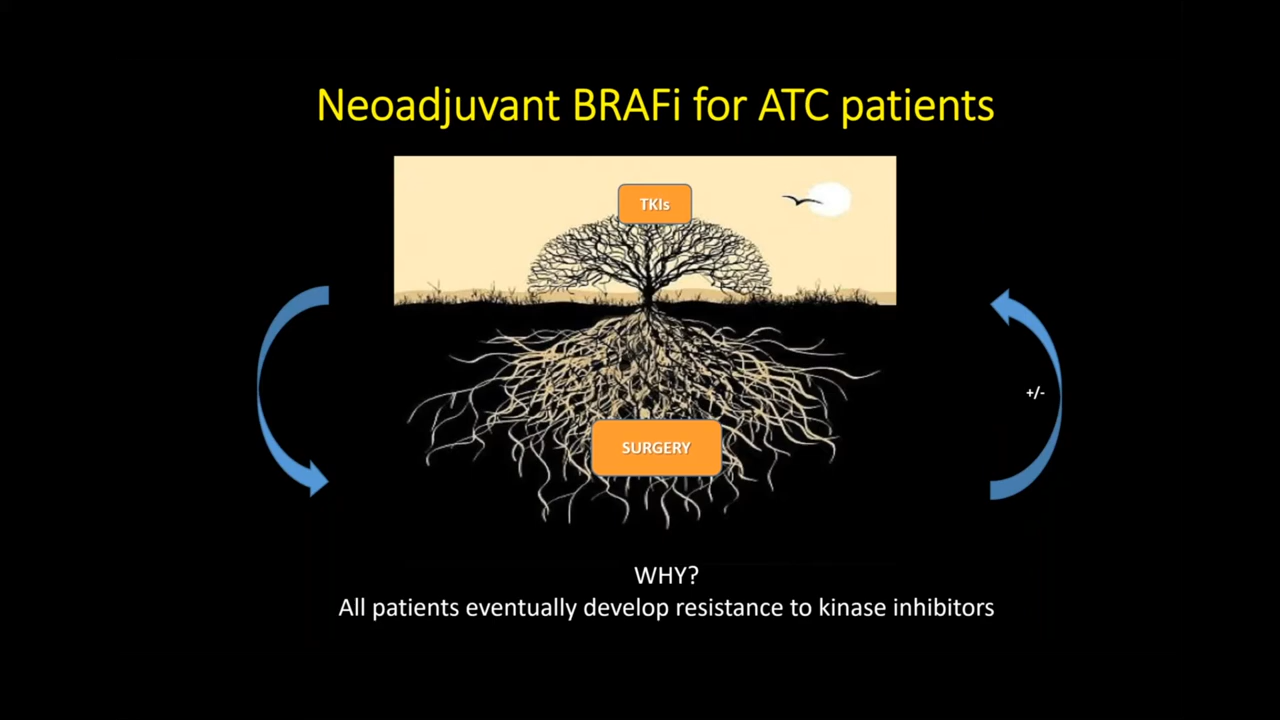 Neoadjuvant BRAFi for ATC patients
TKIs
+/-
SURGERY
WHY?
All patients eventually develop resistance to kinase inhibitors